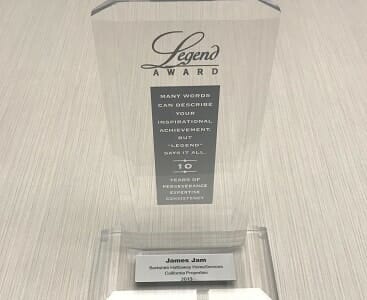 Legend
AWARD
MANY WORDS
CAN DESCRIBE
YOUR
INSPIRATIONAL
ACHIEVEMENT,
BUT
"LEGEND"
SAYS IT ALL.
10
YEARS OF
PERSEVERANCE
EXPERTISE
CONSISTENCY
James Jam
Berkshire Hathaway HomeServices
California Properties
2013